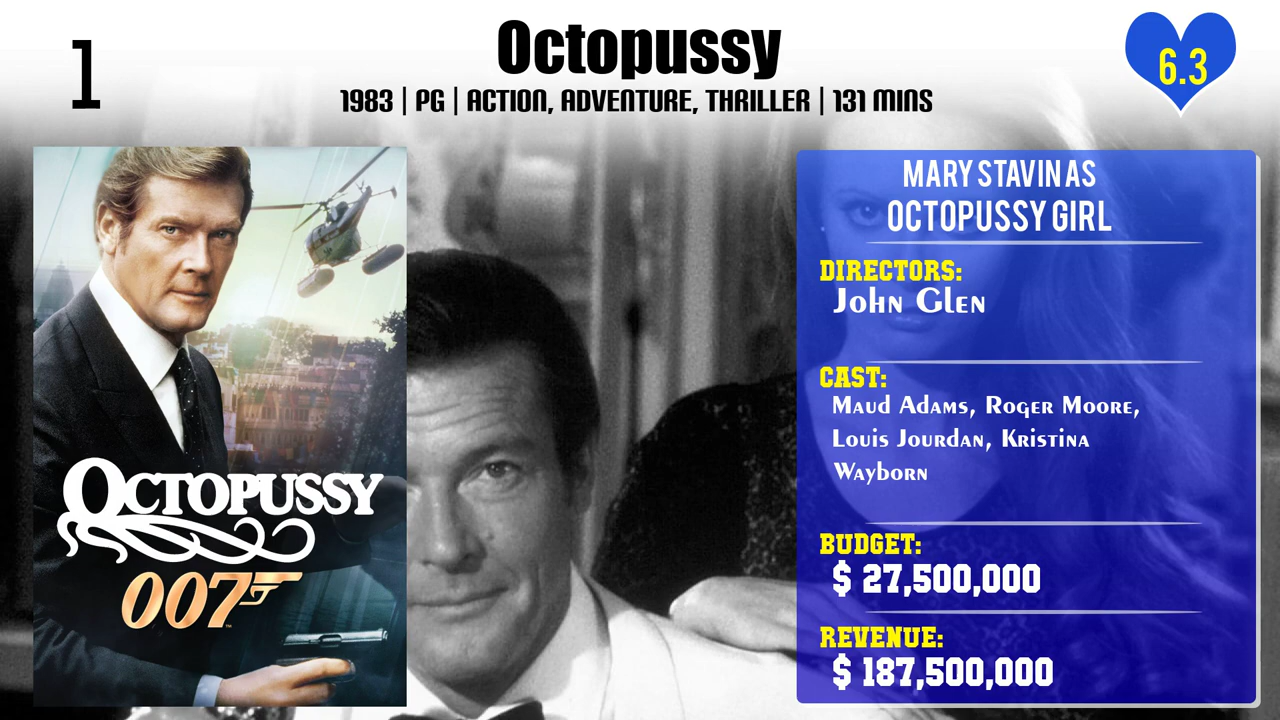 1
Octopussy
1983 | PG | ACTION, ADVENTURE, THRILLER | 131 MINS
6.3
OCTOPUSSY
007
MARY STAVIN AS
OCTOPUSSY GIRL
DIRECTORS:
John Glen
CAST:
Maud Adams, Roger Moore,
Louis Jourdan, Kristina
Wayborn
BUDGET:
$ 27,500,000
REVENUE:
$ 187,500,000